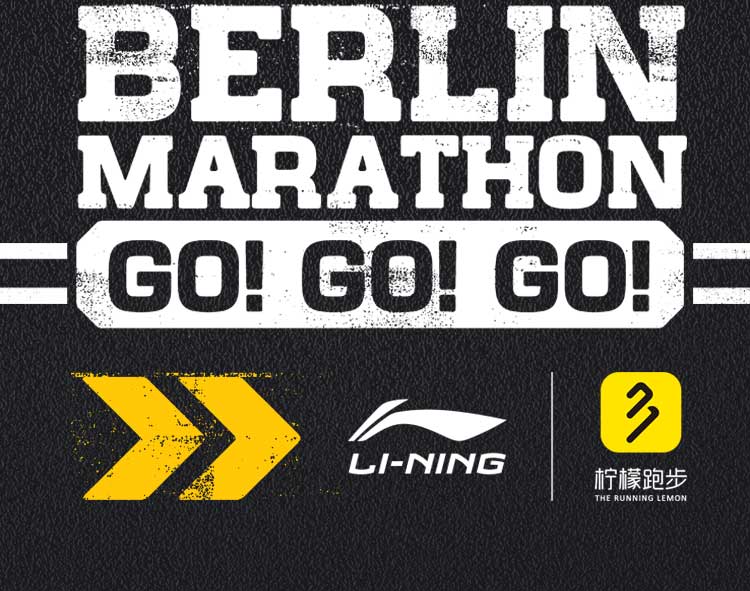 BERLIN
MARATHON
GO! GO! GO!
LI-NING
柠檬跑步
THE RUNNING LEMON